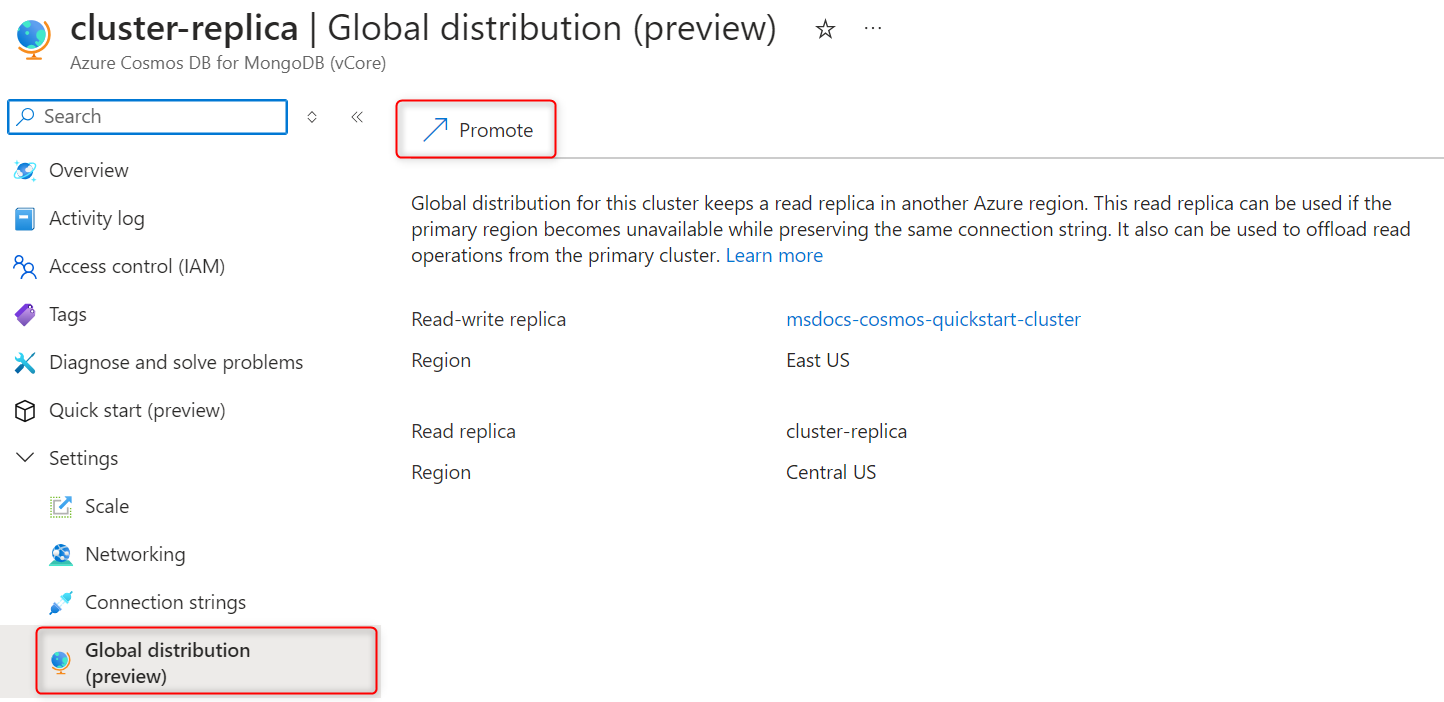 cluster-replica | Global distribution (preview)
Azure Cosmos DB for MongoDB (vCore)
Search
Promote
Overview
Activity log
Access control (IAM)
Tags
Diagnose and solve problems
Quick start (preview)
Settings
Scale
Networking
Connection strings
Global distribution
(preview)
Global distribution for this cluster keeps a read replica in another Azure region. This read replica can be used if the
primary region becomes unavailable while preserving the same connection string. It also can be used to offload read
operations from the primary cluster. Learn more
Read-write replica msdocs-cosmos-quickstart-cluster
Region East US
Read replica cluster-replica
Region Central US